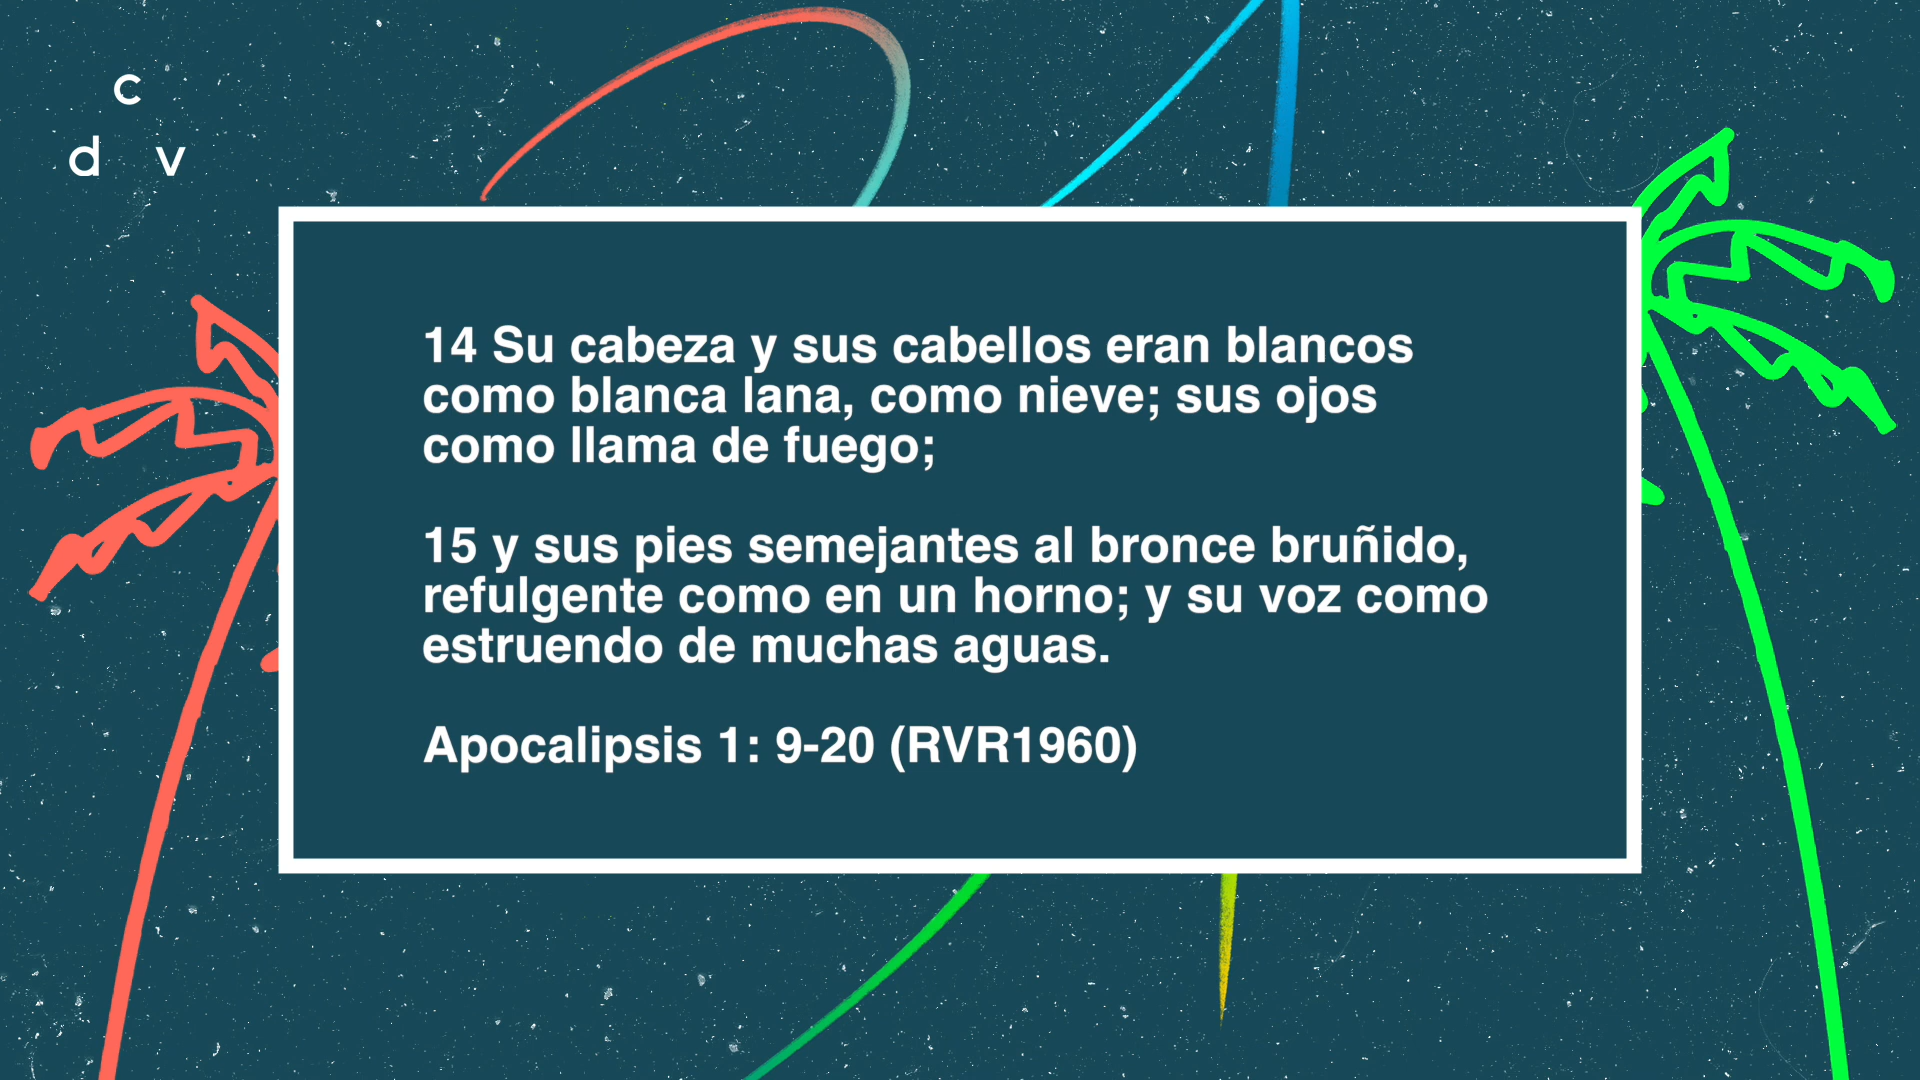 c
d v
14 Su cabeza y sus cabellos eran blancos
como blanca lana, como nieve; sus ojos
como llama de fuego;
15 y sus pies semejantes al bronce bruñido,
refulgente como en un horno; y su voz como
estruendo de muchas aguas.
Apocalipsis 1: 9-20 (RVR1960)